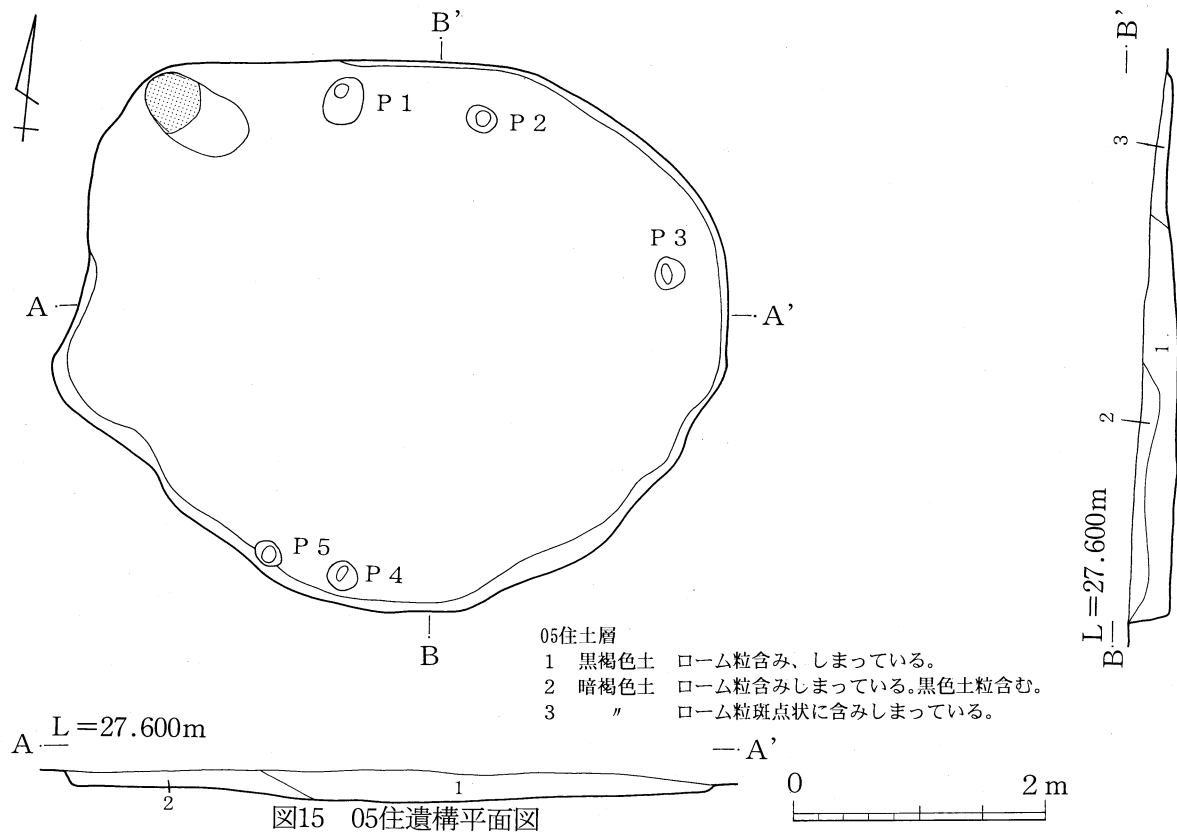 B'
P 1
P 2
P 3
A
A'
P 5
P 4
B
05住土層
1 黒褐色土 ローム粒含み、しまっている。
2 暗褐色土 ローム粒含みしまっている。黒色土粒含む。
3 〃 ローム粒斑点状に含みしまっている。
B'
3
1
2
L＝27.600m
B
L＝27.600m
A
A'
2
1
0 2 m
図15 05住遺構平面図